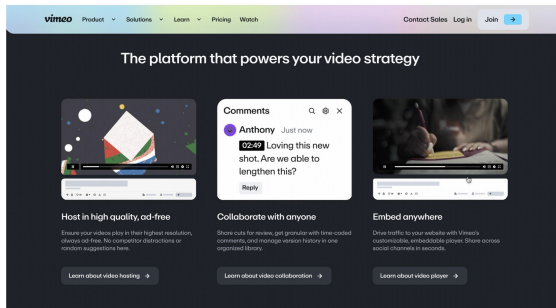 vimeo Product Solutions Learn Pricing Watch Contact Sales Log in Join
The platform that powers your video strategy
Comments
Anthony Just now
02:49 Loving this new
shot. Are we able to
lengthen this?
Reply
Host in high quality, ad-free
Ensure your videos play in their highest resolution,
always ad-free. No competitor distractions or
random suggestions here.
Learn about video hosting →
Collaborate with anyone
Share cuts for review, get granular with time-coded
comments, and manage version history in one
organized library.
Learn about video collaboration →
Embed anywhere
Drive traffic to your website with Vimeo's
customizable, embeddable player. Share across
social channels in seconds.
Learn about video player →